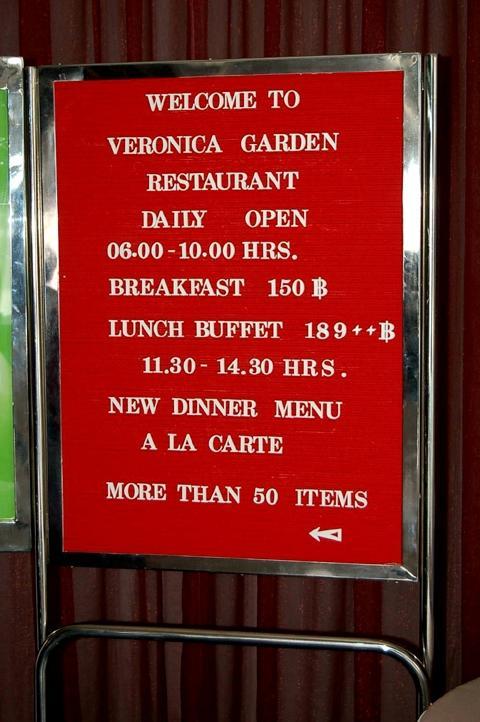 WELCOME TO
VERONICA GARDEN
RESTAURANT
DAILY OPEN
06.00-10.00 HRS.
BREAKFAST 150 ฿
LUNCH BUFFET 189++฿
11.30- 14.30 HRS.
NEW DINNER MENU
A LA CARTE
MORE THAN 50 ITEMS